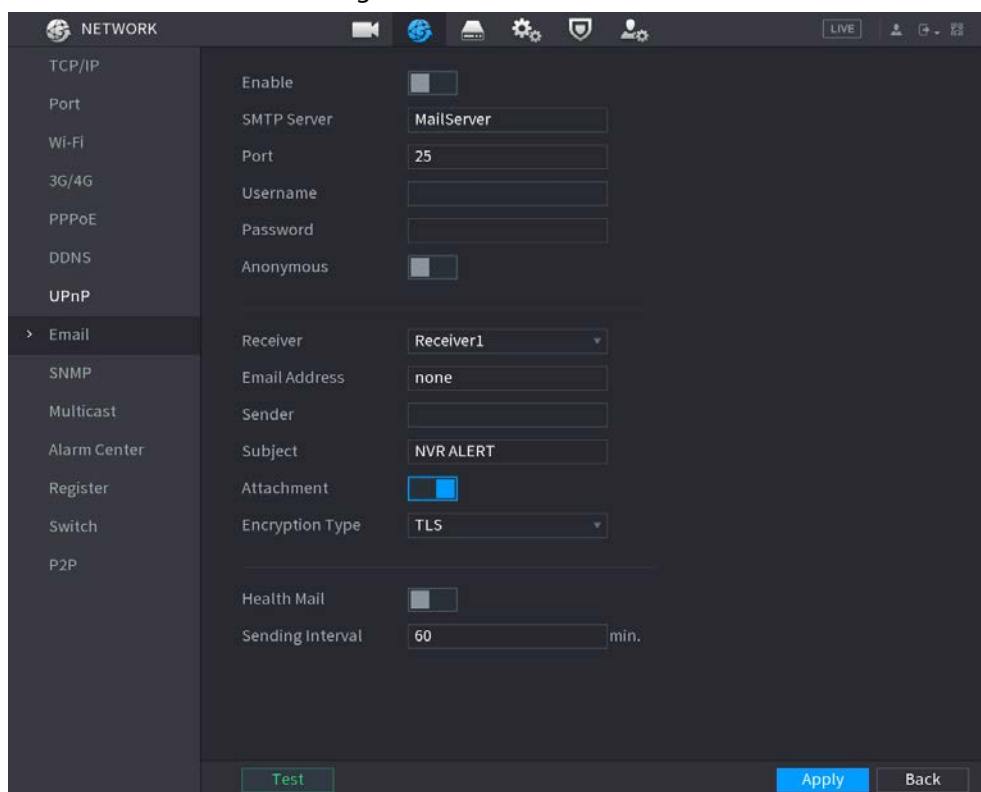 NETWORK
LIVE
TCP/IP
Port
Wi-Fi
3G/4G
PPPoE
DDNS
UPnP
> Email
SNMP
Multicast
Alarm Center
Register
Switch
P2P
Enable
SMTP Server MailServer
Port 25
Username
Password
Anonymous
Receiver Receiver1
Email Address none
Sender
Subject NVR ALERT
Attachment
Encryption Type TLS
Health Mail
Sending Interval 60 min.
Test Apply Back